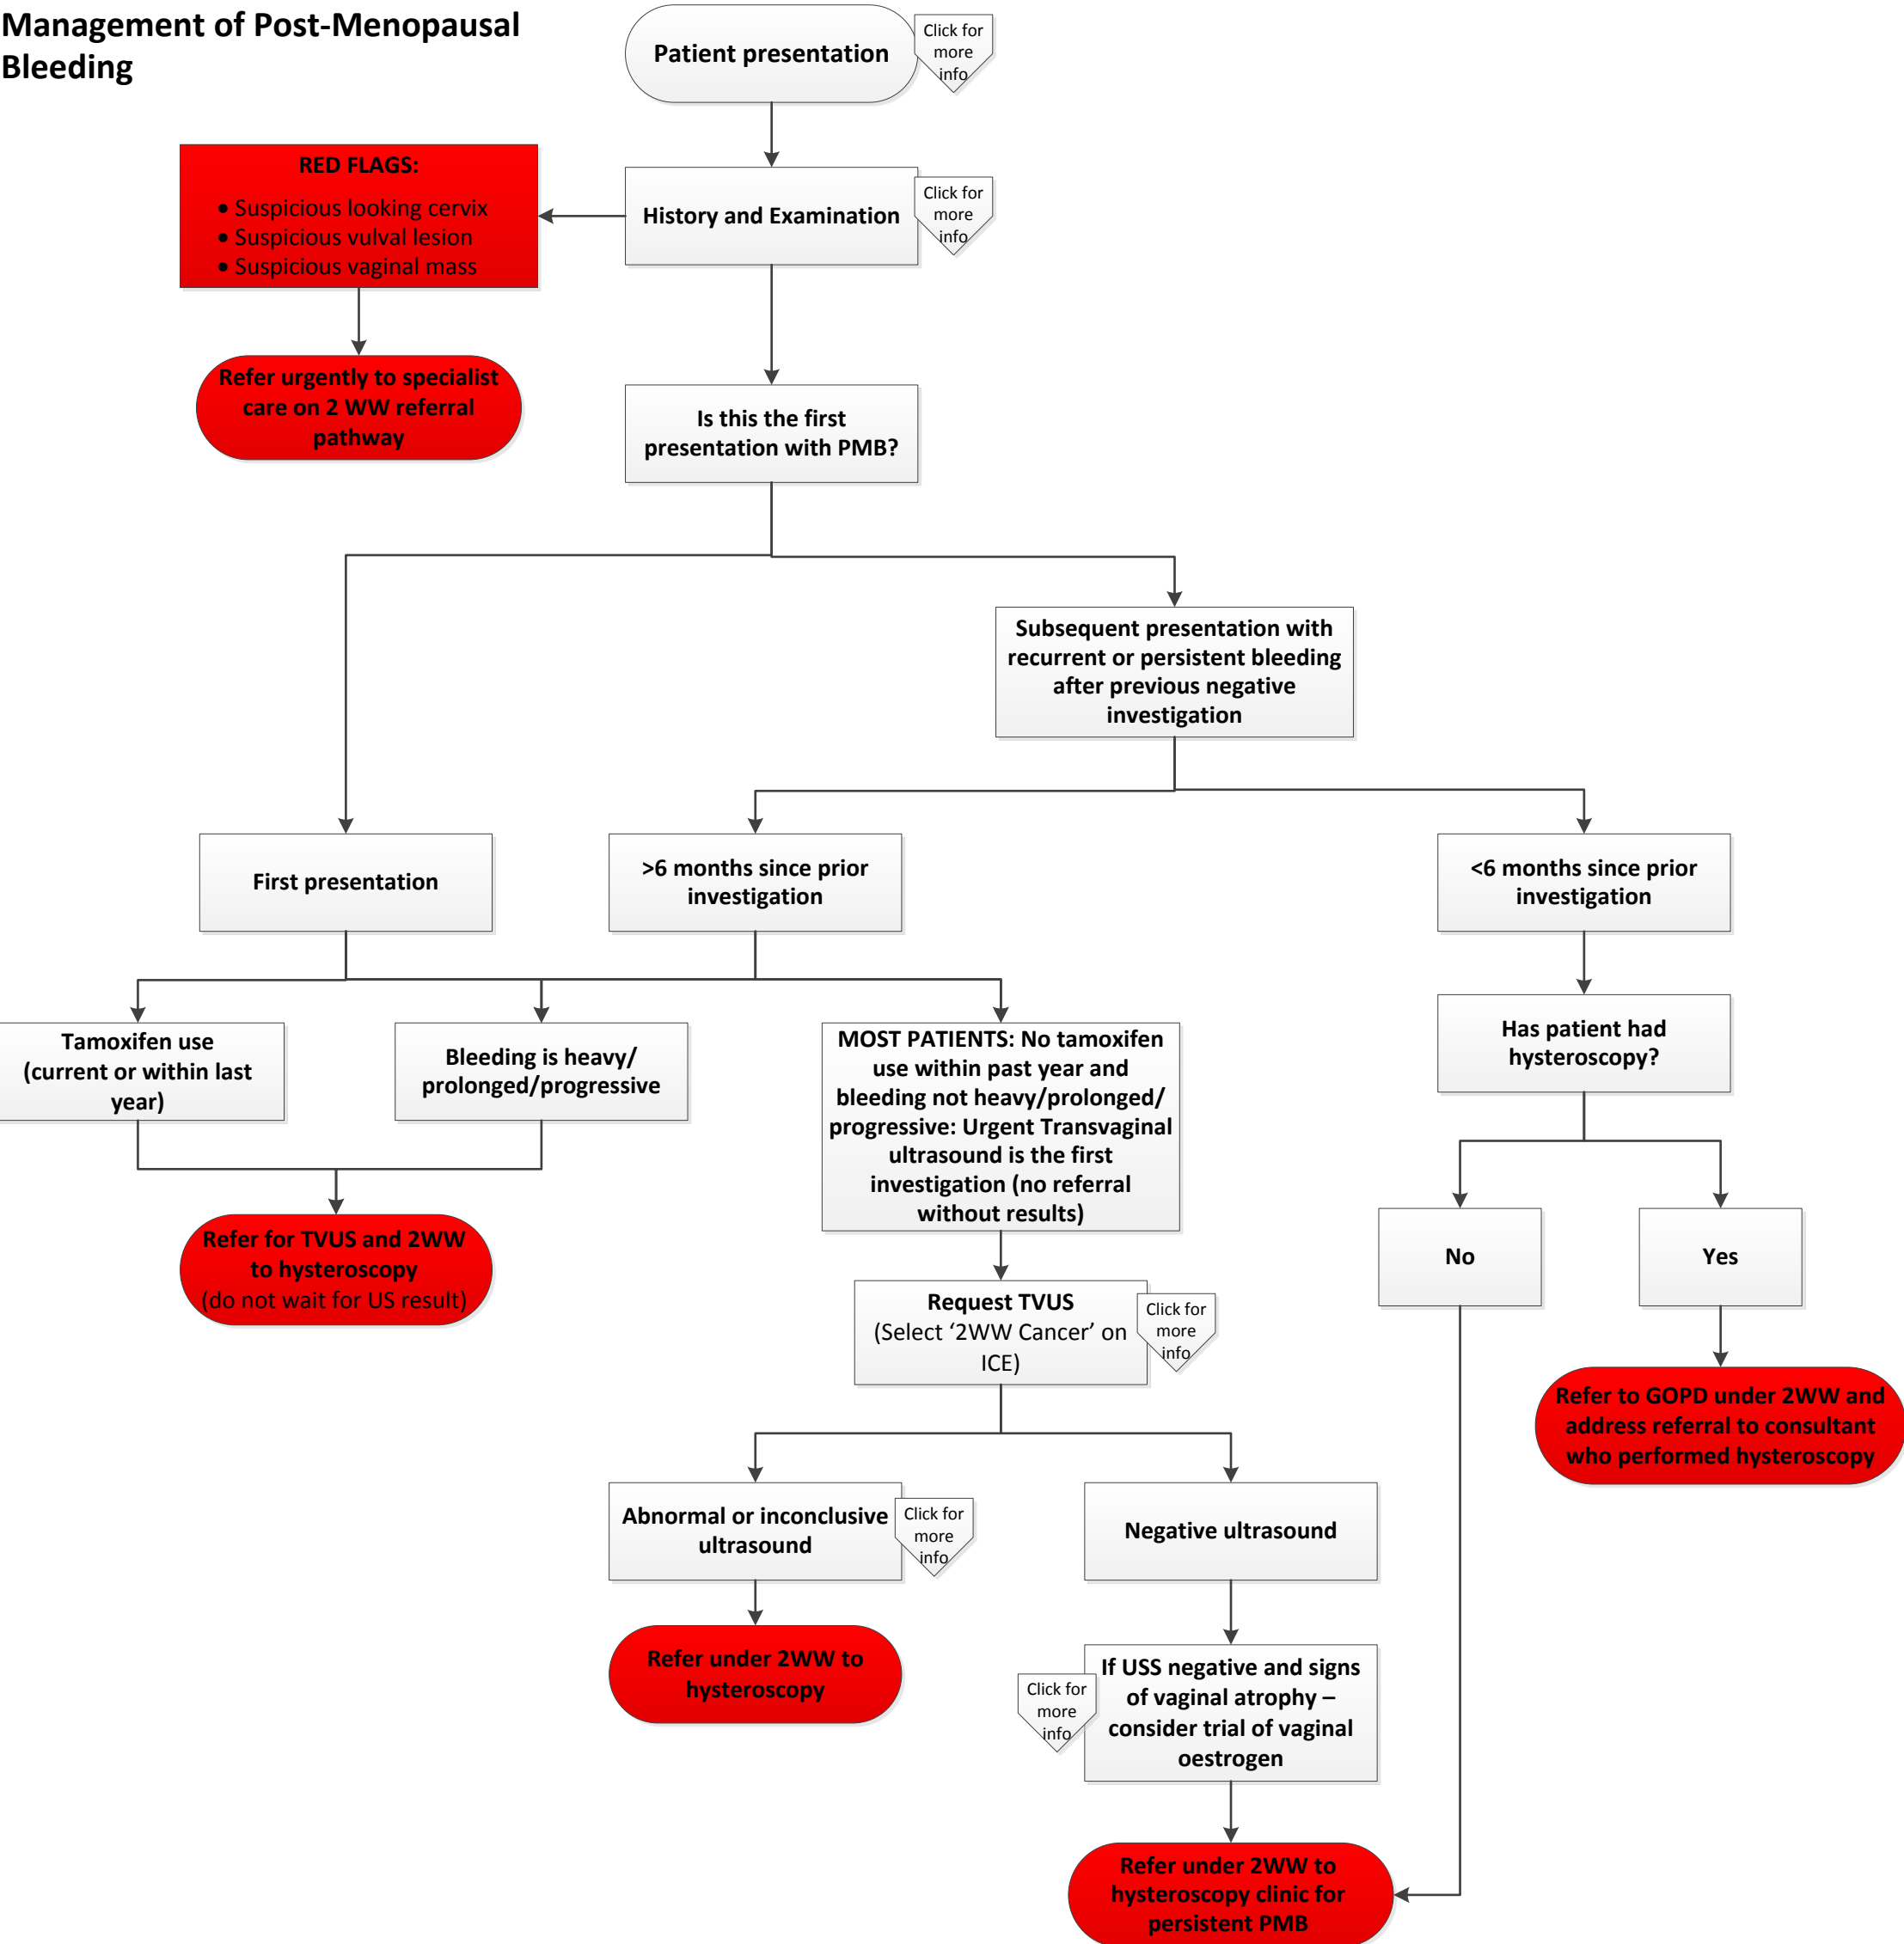 Management of Post-Menopausal
Bleeding
Patient presentation
Click for
more
info
RED FLAGS:
• Suspicious looking cervix
• Suspicious vulval lesion
• Suspicious vaginal mass
History and Examination
Click for
more
info
Refer urgently to specialist
care on 2 WW referral
pathway
Is this the first
presentation with PMB?
Subsequent presentation with
recurrent or persistent bleeding
after previous negative
investigation
First presentation
>6 months since prior
investigation
<6 months since prior
investigation
Tamoxifen use
(current or within last
year)
Bleeding is heavy/
prolonged/progressive
MOST PATIENTS: No tamoxifen
use within past year and
bleeding not heavy/prolonged/
progressive: Urgent Transvaginal
ultrasound is the first
investigation (no referral
without results)
Has patient had
hysteroscopy?
Refer for TVUS and 2WW
to hysteroscopy
(do not wait for US result)
No
Yes
Request TVUS
(Select ‘2WW Cancer’ on
ICE)
Click for
more
info
Refer to GOPD under 2WW and
address referral to consultant
who performed hysteroscopy
Abnormal or inconclusive
ultrasound
Click for
more
info
Negative ultrasound
Refer under 2WW to
hysteroscopy
Click for
more
info
If USS negative and signs
of vaginal atrophy –
consider trial of vaginal
oestrogen
Refer under 2WW to
hysteroscopy clinic for
persistent PMB